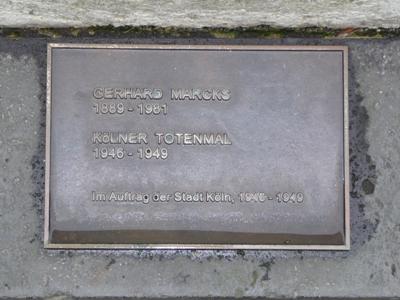 GERHARD MARCKS
1889 - 1981
KÖLNER TOTENMAL
1946 - 1949
Im Auftrag der Stadt Köln, 1946 - 1949